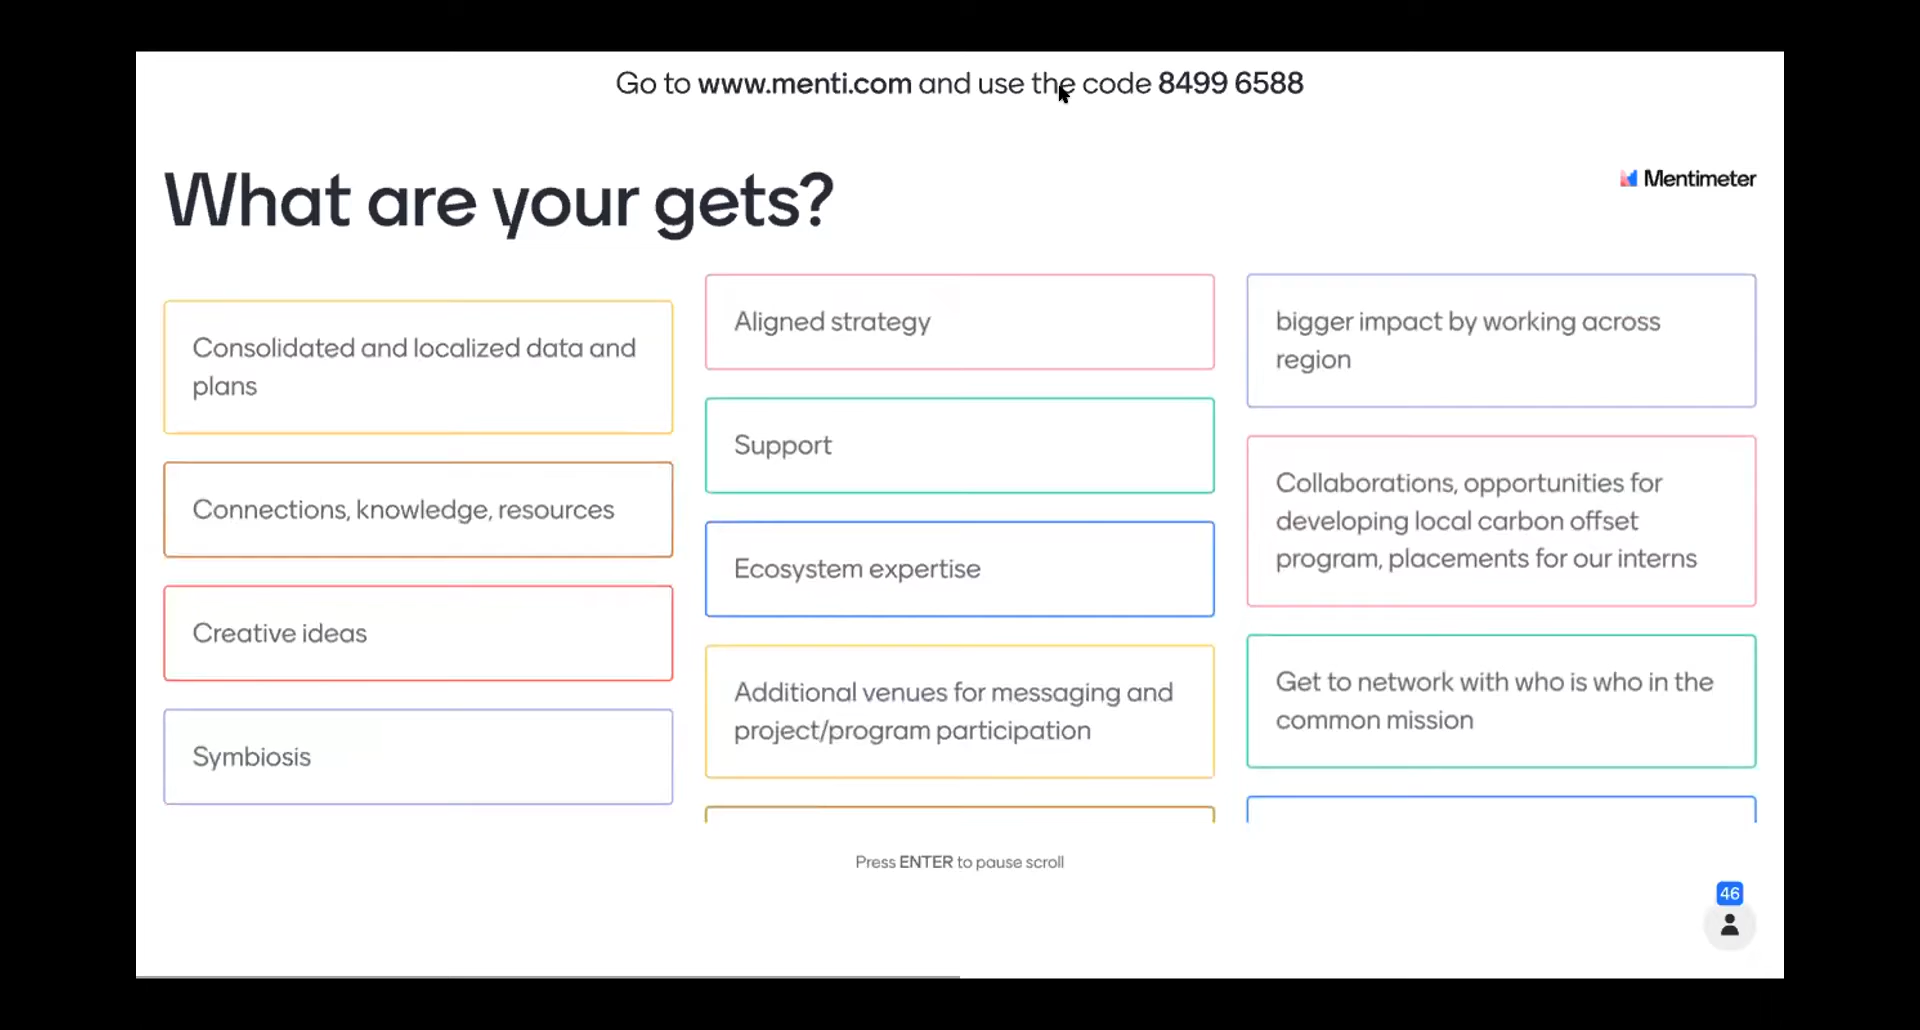 Go to www.menti.com and use the code 8499 6588
What are your gets?
Mentimeter
Consolidated and localized data and
plans
Connections, knowledge, resources
Creative ideas
Symbiosis
Aligned strategy
Support
Ecosystem expertise
Additional venues for messaging and
project/program participation
bigger impact by working across
region
Collaborations, opportunities for
developing local carbon offset
program, placements for our interns
Get to network with who is who in the
common mission
Press ENTER to pause scroll
46